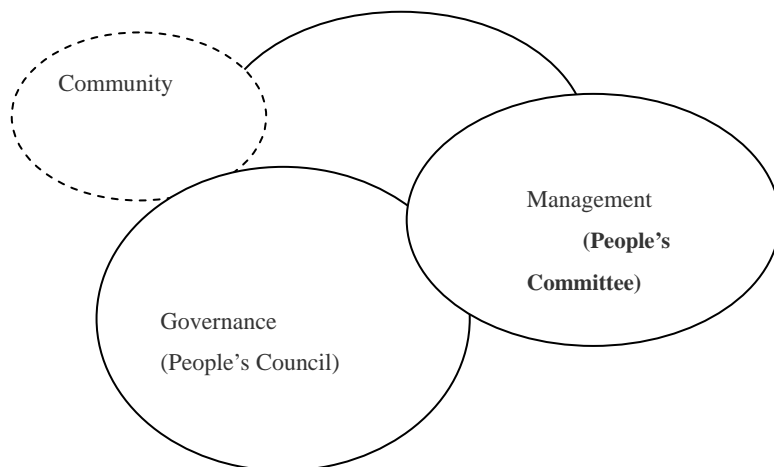 Community
Management
(People’s
Committee)
Governance
(People’s Council)